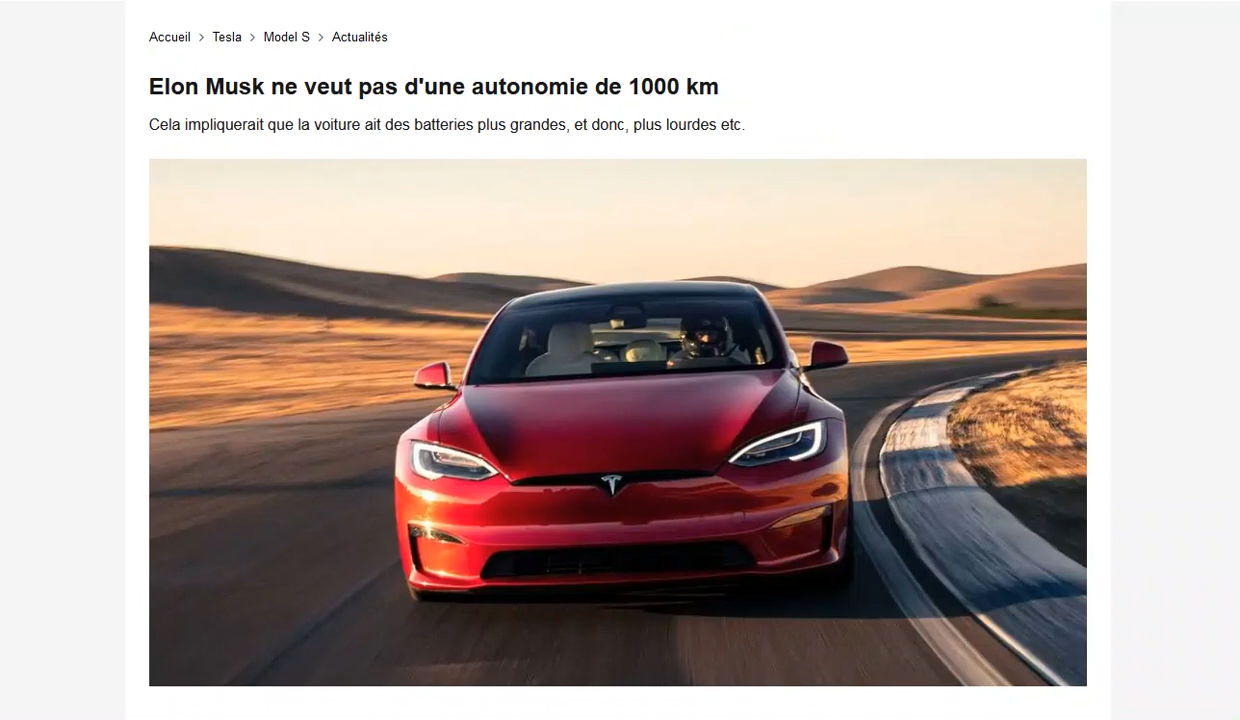 Accueil > Tesla > Model S > Actualités
Elon Musk ne veut pas d'une autonomie de 1000 km
Cela impliquerait que la voiture ait des batteries plus grandes, et donc, plus lourdes etc.